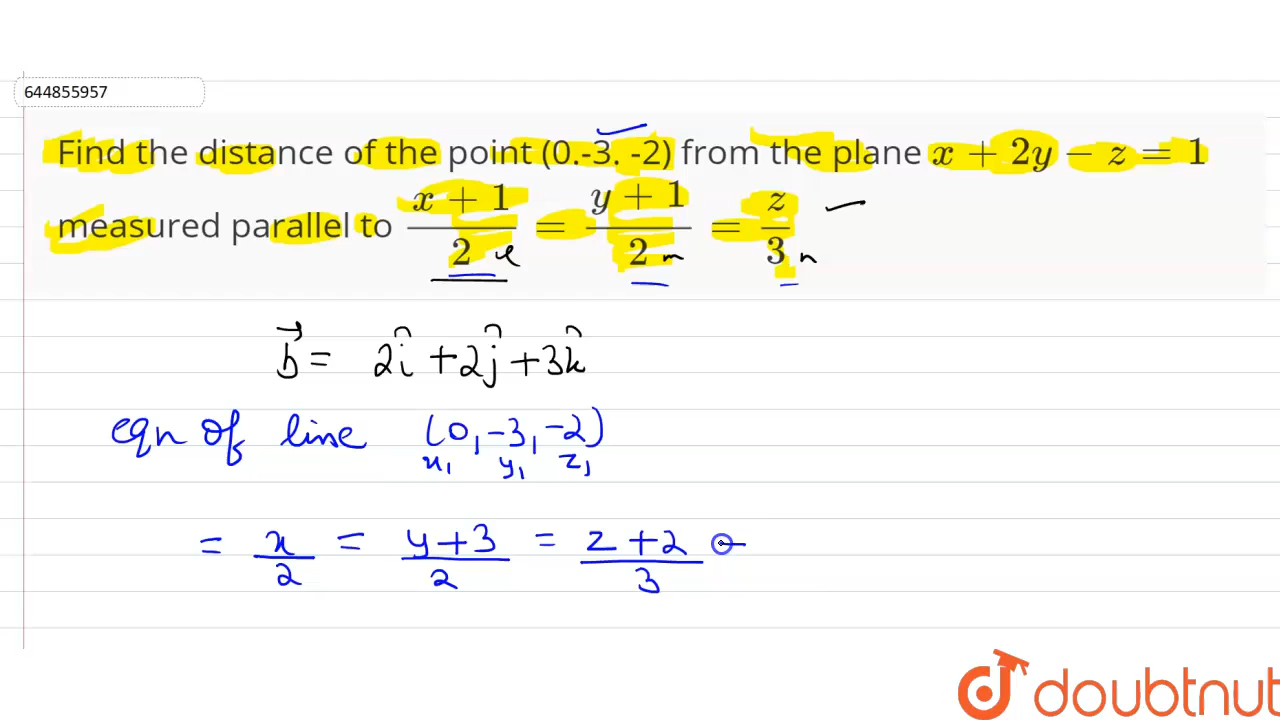 644855957
Find the distance of the point (0.-3. -2) from the plane x + 2y − z = 1
measured parallel to (x + 1)/2 = (y + 1)/2 = z/3
l m n
b⃗ = 2î + 2ĵ + 3k̂
eqn of line (0, -3, -2)
x₁ y₁ z₁
= x/2 = (y+3)/2 = (z+2)/3
doubtnut